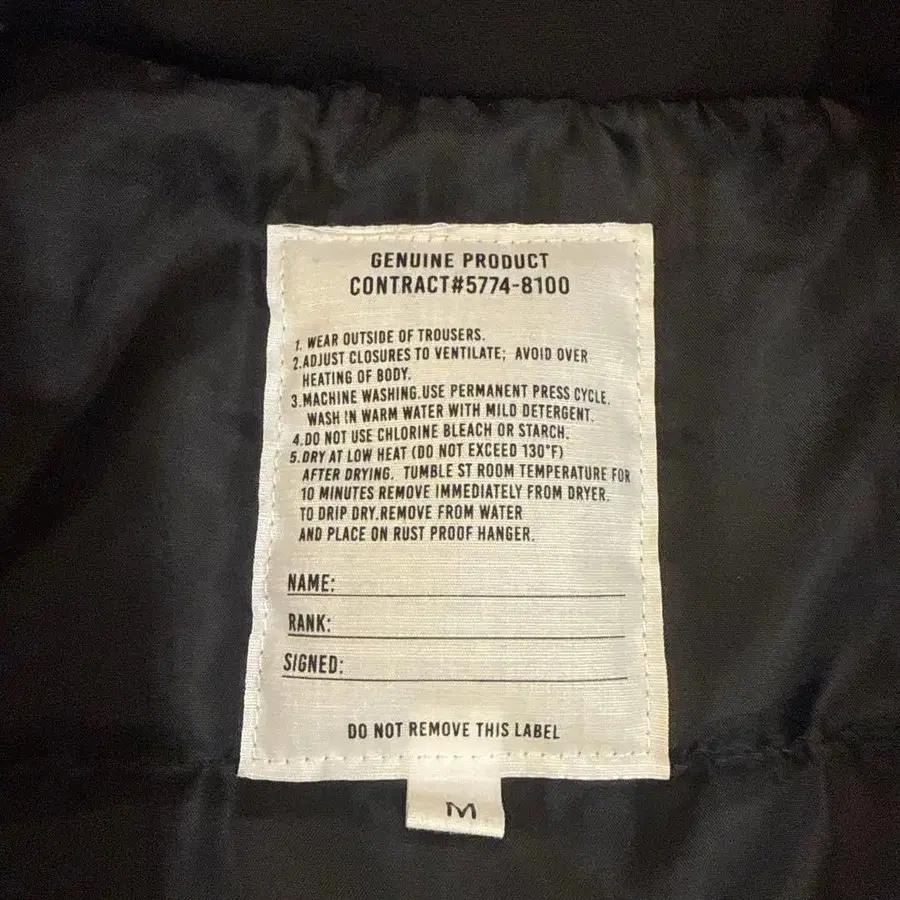 GENUINE PRODUCT
CONTRACT#5774-8100
1. WEAR OUTSIDE OF TROUSERS.
2.ADJUST CLOSURES TO VENTILATE; AVOID OVER
HEATING OF BODY.
3.MACHINE WASHING.USE PERMANENT PRESS CYCLE.
WASH IN WARM WATER WITH MILD DETERGENT.
4.DO NOT USE CHLORINE BLEACH OR STARCH.
5.DRY AT LOW HEAT (DO NOT EXCEED 130°F)
AFTER DRYING. TUMBLE ST ROOM TEMPERATURE FOR
10 MINUTES REMOVE IMMEDIATELY FROM DRYER.
TO DRIP DRY.REMOVE FROM WATER
AND PLACE ON RUST PROOF HANGER.
NAME:
RANK:
SIGNED:
DO NOT REMOVE THIS LABEL
M